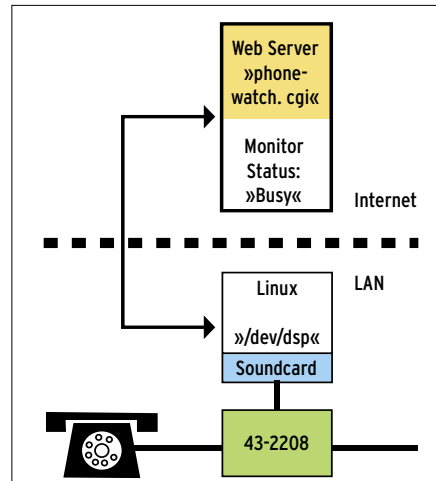 Web Server
»phone-
watch. cgi«
Monitor
Status:
»Busy«
Internet
LAN
Linux
»/dev/dsp«
Soundcard
43-2208